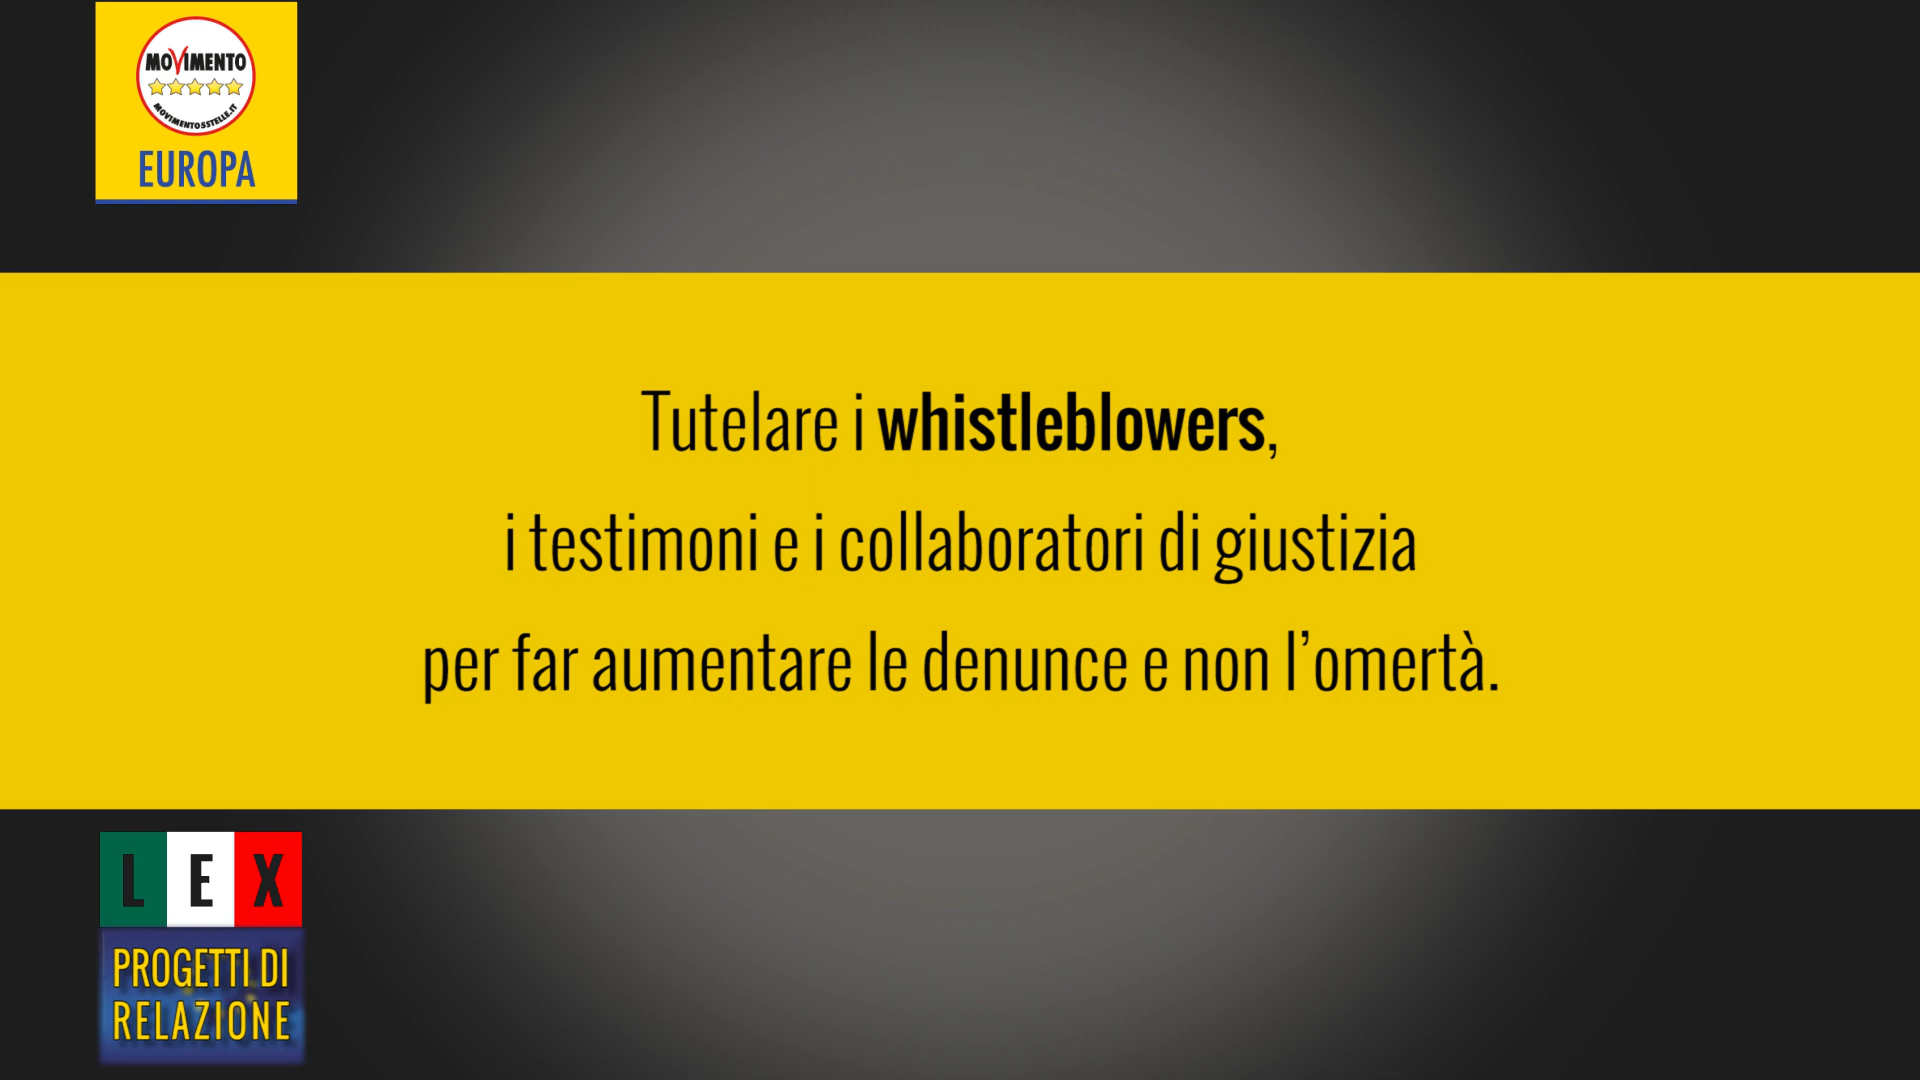 MOVIMENTO
MOVIMENTO5STELLE.IT
EUROPA
Tutelare i whistleblowers,
i testimoni e i collaboratori di giustizia
per far aumentare le denunce e non l’omertà.
LEX
PROGETTI DI
RELAZIONE